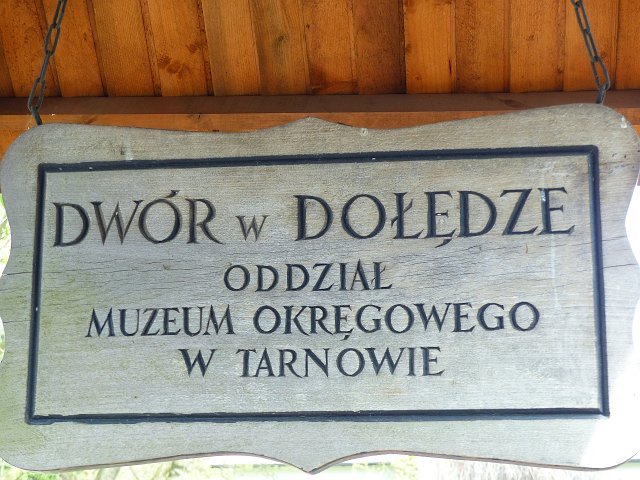 DWÓR W DOŁĘDZE
ODDZIAŁ
MUZEUM OKRĘGOWEGO
W TARNOWIE